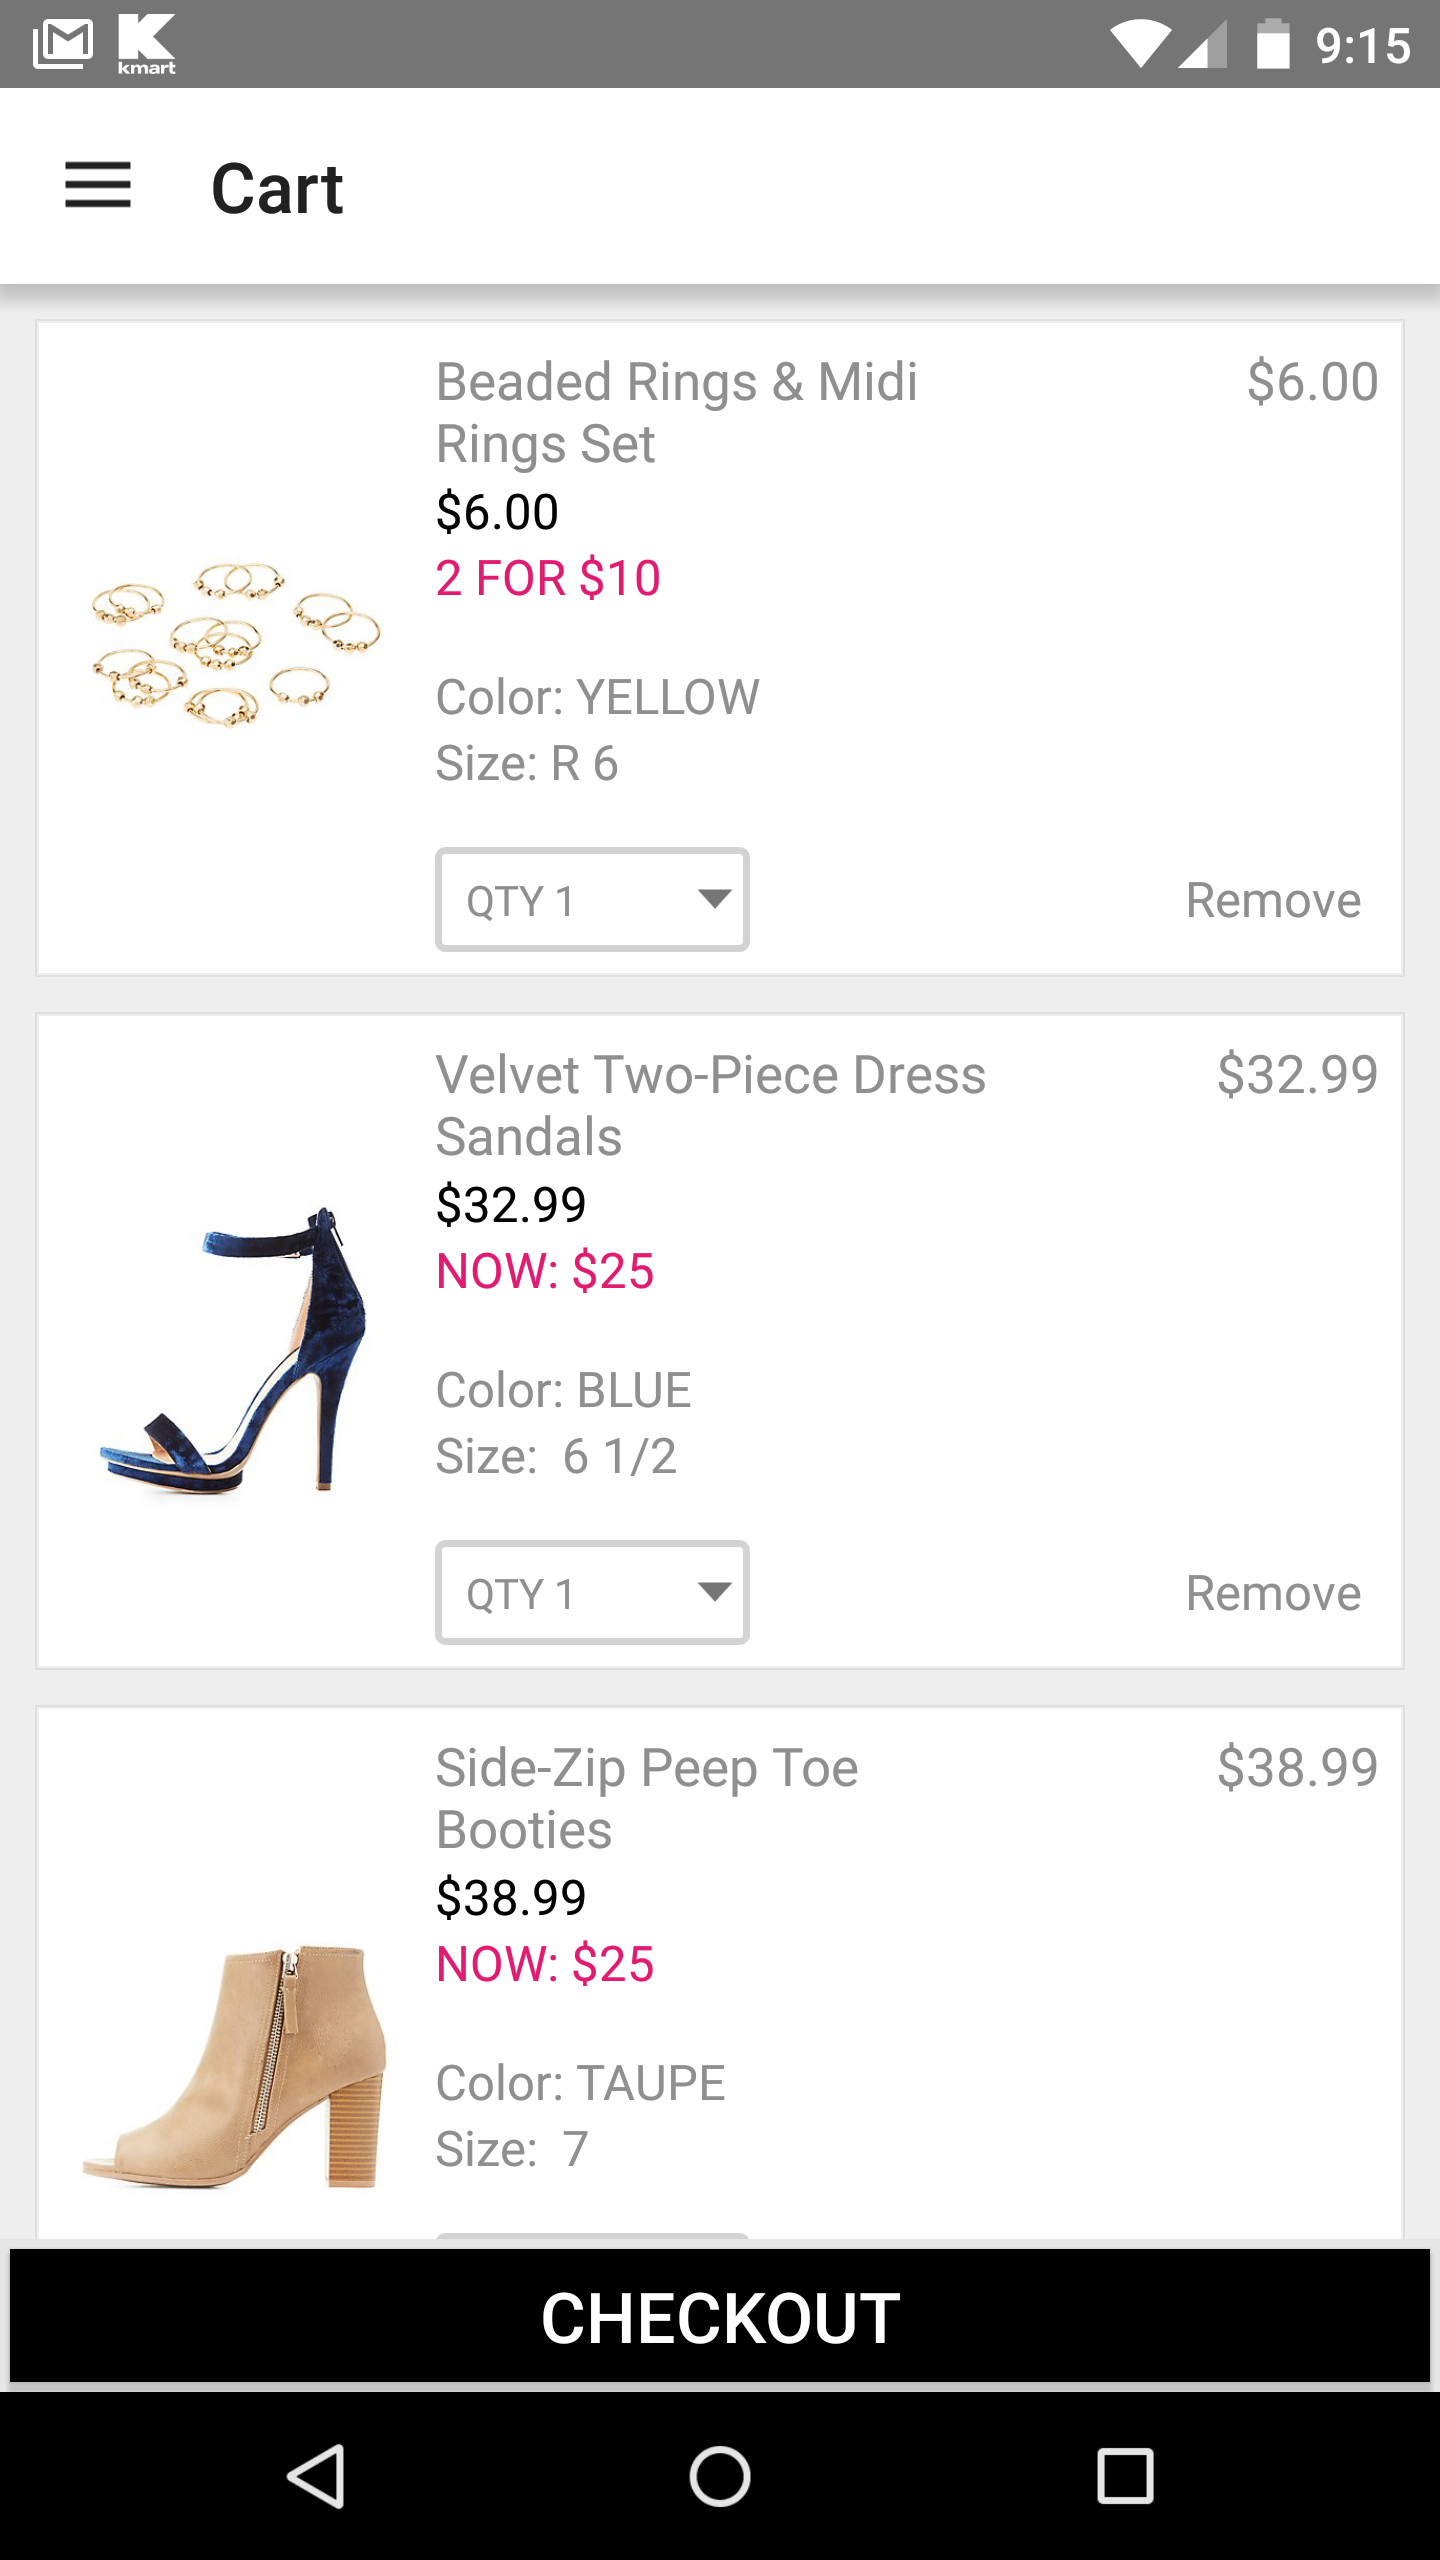 kmart
9:15
Cart
Beaded Rings & Midi $6.00
Rings Set
$6.00
2 FOR $10
Color: YELLOW
Size: R 6
QTY 1 Remove
Velvet Two-Piece Dress $32.99
Sandals
$32.99
NOW: $25
Color: BLUE
Size: 6 1/2
QTY 1 Remove
Side-Zip Peep Toe $38.99
Booties
$38.99
NOW: $25
Color: TAUPE
Size: 7
CHECKOUT